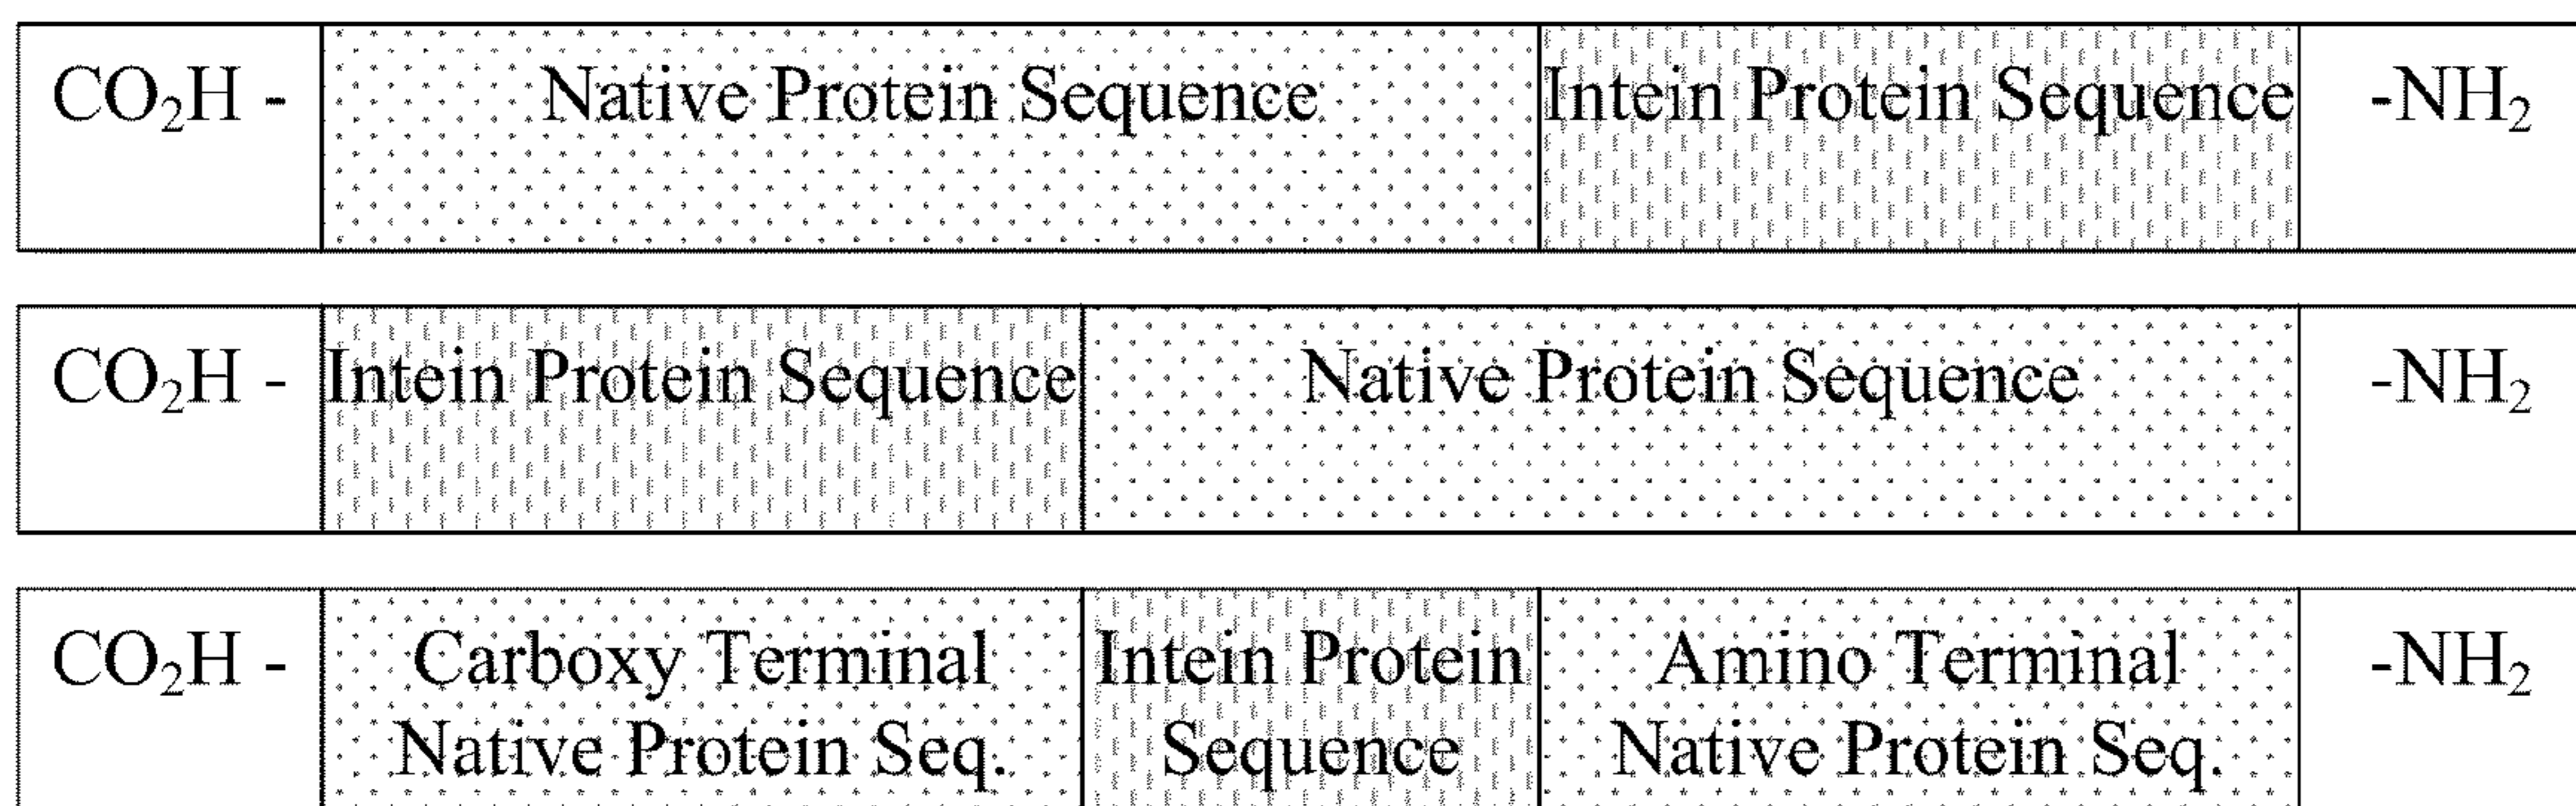 CO₂H - Native Protein Sequence Intein Protein Sequence -NH₂
CO₂H - Intein Protein Sequence Native Protein Sequence -NH₂
CO₂H - Carboxy Terminal Intein Protein Amino Terminal -NH₂
Native Protein Seq. Sequence Native Protein Seq.